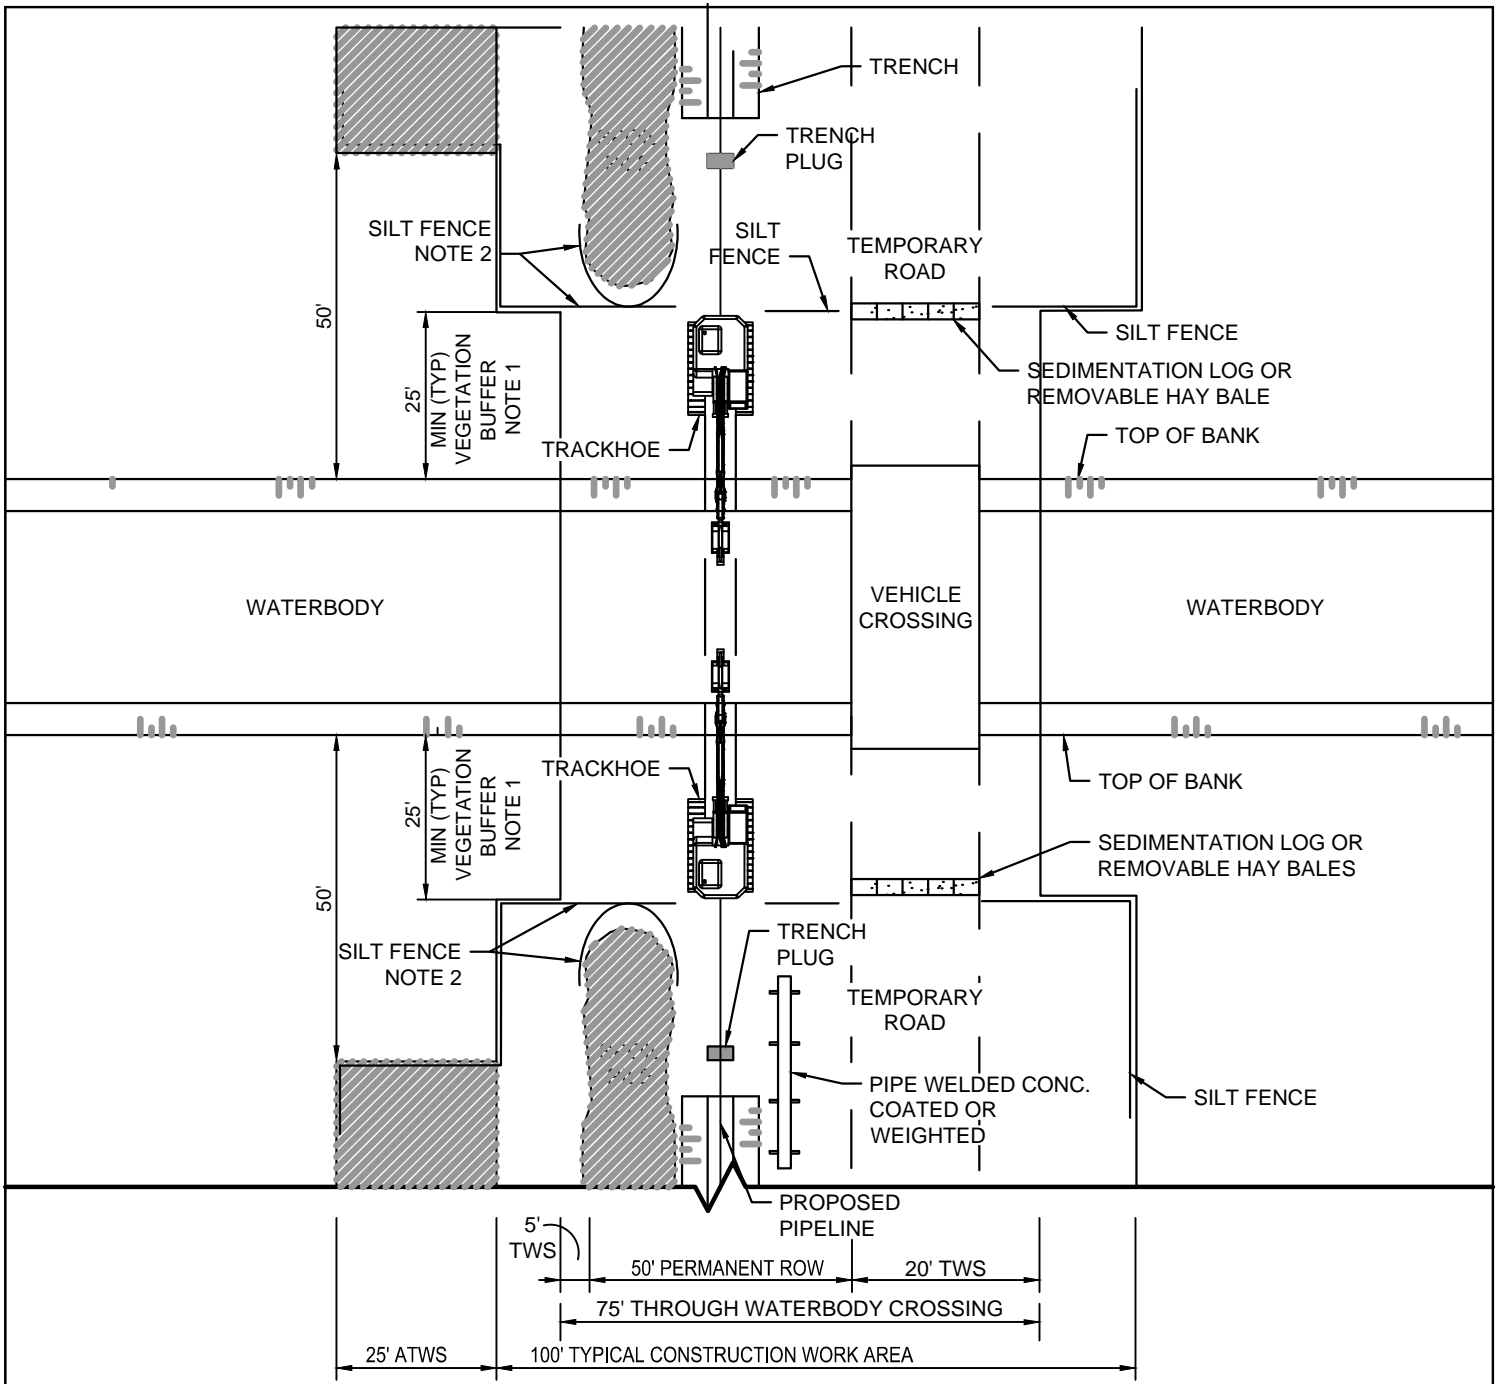 TRENCH
TRENCH
PLUG
SILT FENCE
NOTE 2
SILT
FENCE
TEMPORARY
ROAD
50'
25'
MIN (TYP)
VEGETATION
BUFFER
NOTE 1
SILT FENCE
SEDIMENTATION LOG OR
REMOVABLE HAY BALE
TRACKHOE
TOP OF BANK
WATERBODY
VEHICLE
CROSSING
WATERBODY
50'
25'
MIN (TYP)
VEGETATION
BUFFER
NOTE 1
TRACKHOE
TOP OF BANK
SEDIMENTATION LOG OR
REMOVABLE HAY BALES
SILT FENCE
NOTE 2
TRENCH
PLUG
TEMPORARY
ROAD
PIPE WELDED CONC.
COATED OR
WEIGHTED
SILT FENCE
PROPOSED
PIPELINE
5'
TWS
50' PERMANENT ROW
20' TWS
75' THROUGH WATERBODY CROSSING
25' ATWS
100' TYPICAL CONSTRUCTION WORK AREA